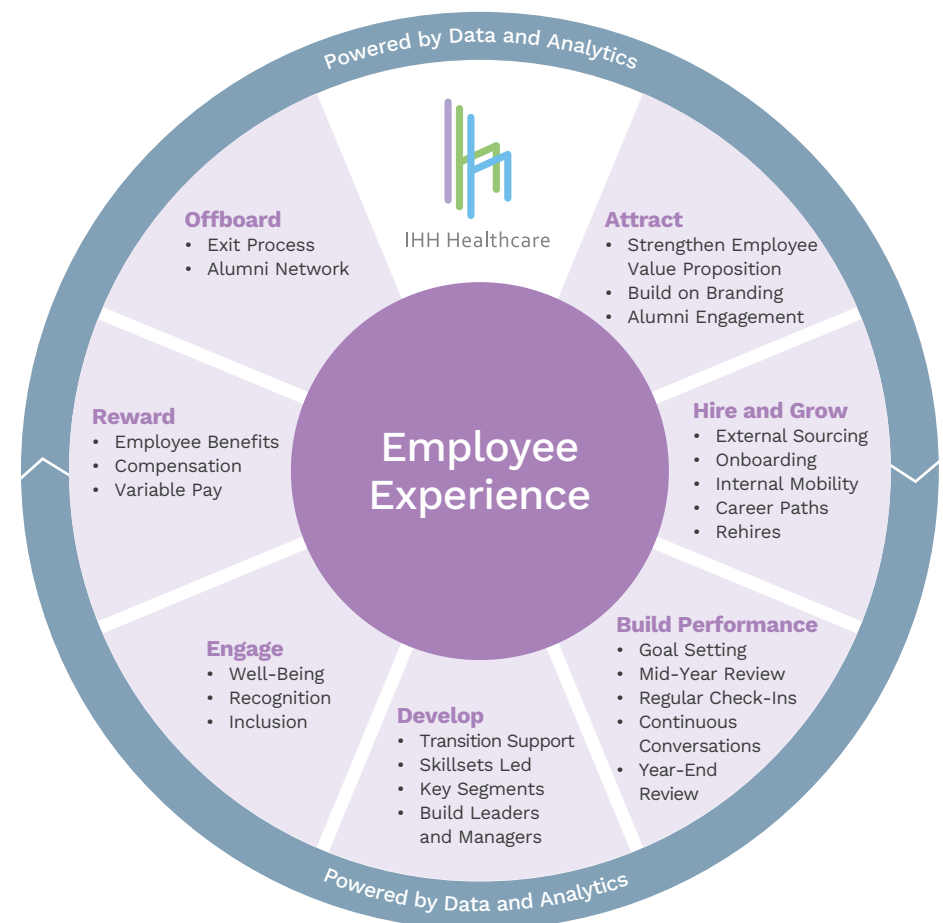 Powered by Data and Analytics
IHH Healthcare
Attract
• Strengthen Employee
Value Proposition
• Build on Branding
• Alumni Engagement
Hire and Grow
• External Sourcing
• Onboarding
• Internal Mobility
• Career Paths
• Rehires
Build Performance
• Goal Setting
• Mid-Year Review
• Regular Check-Ins
• Continuous
Conversations
• Year-End
Review
Develop
• Transition Support
• Skillsets Led
• Key Segments
• Build Leaders
and Managers
Engage
• Well-Being
• Recognition
• Inclusion
Reward
• Employee Benefits
• Compensation
• Variable Pay
Offboard
• Exit Process
• Alumni Network
Employee
Experience
Powered by Data and Analytics